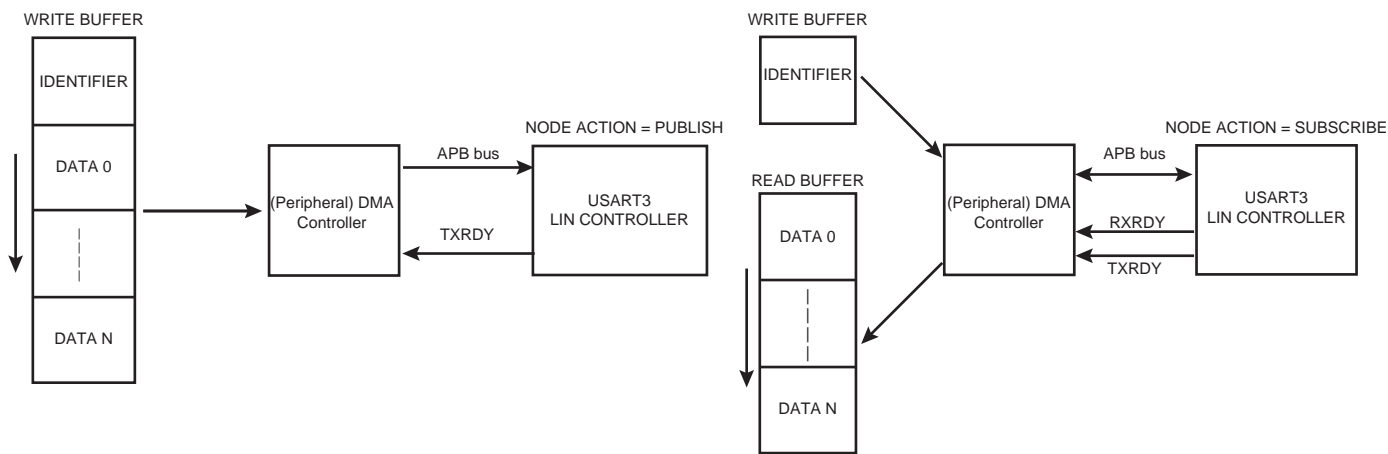 WRITE BUFFER
IDENTIFIER
DATA 0
DATA N
(Peripheral) DMA
Controller
APB bus
TXRDY
NODE ACTION = PUBLISH
USART3
LIN CONTROLLER
WRITE BUFFER
IDENTIFIER
READ BUFFER
DATA 0
DATA N
(Peripheral) DMA
Controller
APB bus
RXRDY
TXRDY
NODE ACTION = SUBSCRIBE
USART3
LIN CONTROLLER